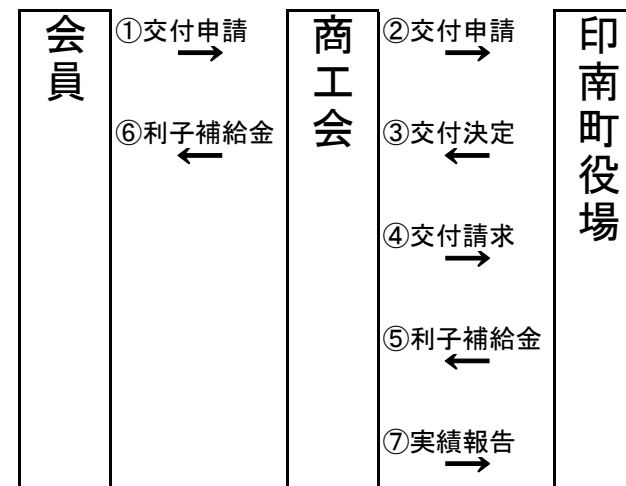 会員
①交付申請
→
⑥利子補給金
←
商工会
②交付申請
→
③交付決定
←
④交付請求
→
⑤利子補給金
←
⑦実績報告
→
印南町役場